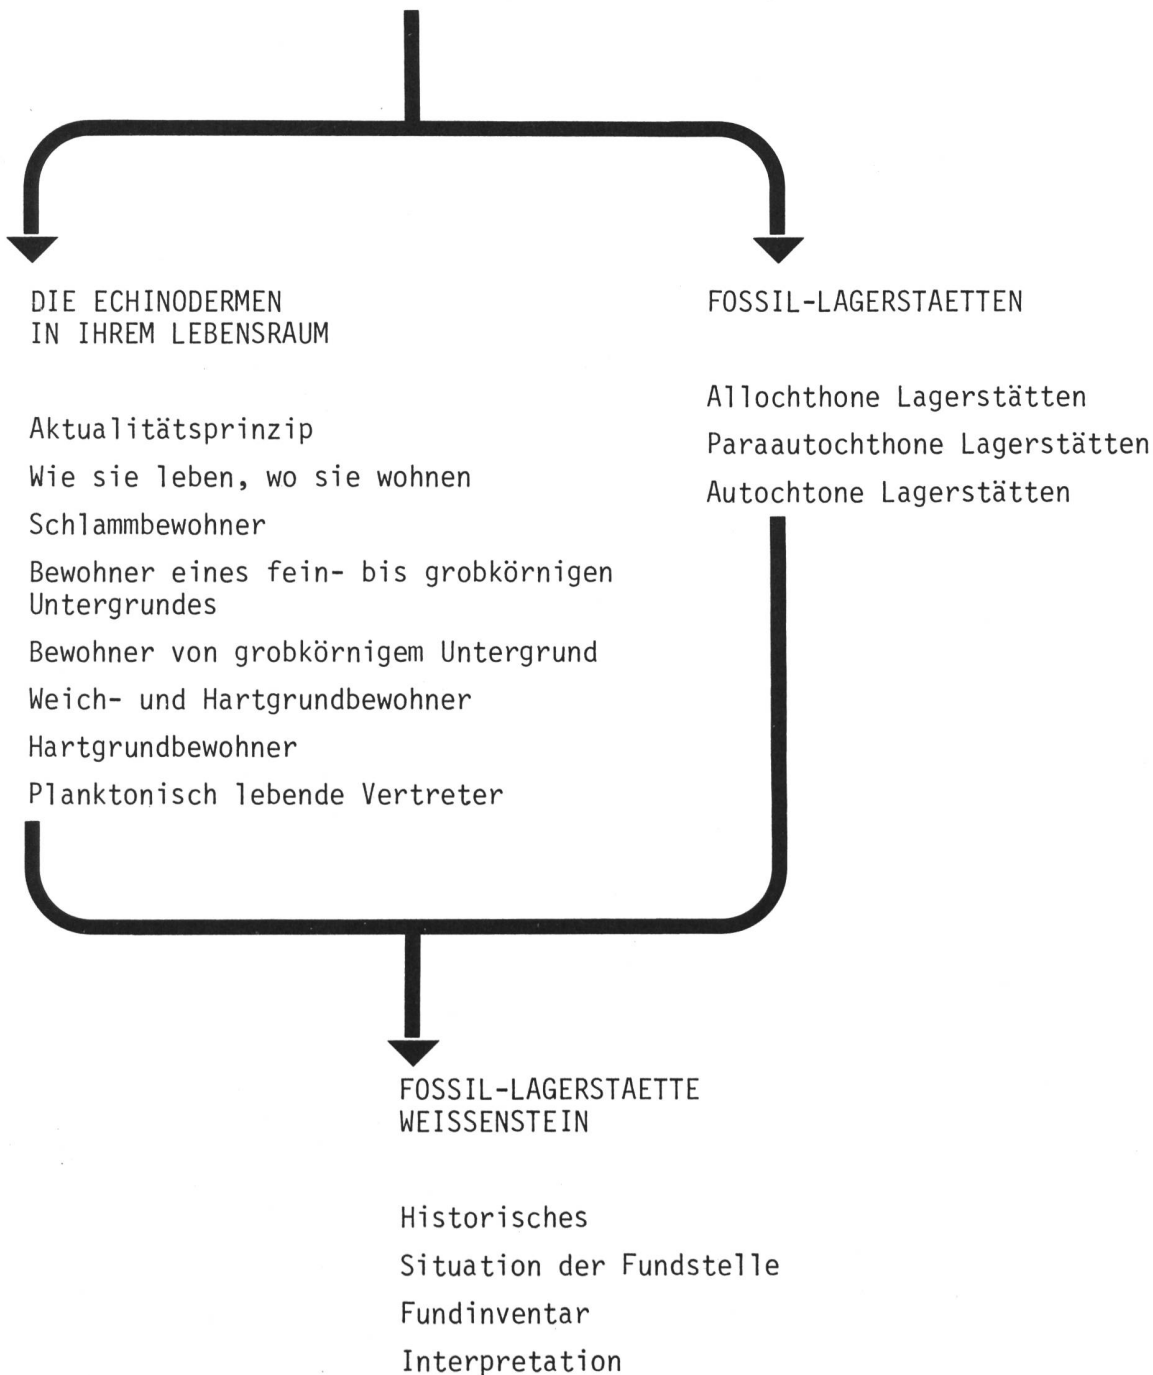 DIE ECHINODERMEN
IN IHREM LEBENSRAUM
Aktualitätsprinzip
Wie sie leben, wo sie wohnen
Schlammbewohner
Bewohner eines fein- bis grobkörnigen
Untergrundes
Bewohner von grobkörnigem Untergrund
Weich- und Hartgrundbewohner
Hartgrundbewohner
Planktonisch lebende Vertreter
FOSSIL-LAGERSTAETTEN
Allochthone Lagerstätten
Paraautochthone Lagerstätten
Autochtone Lagerstätten
FOSSIL-LAGERSTAETTE
WEISSENSTEIN
Historisches
Situation der Fundstelle
Fundinventar
Interpretation